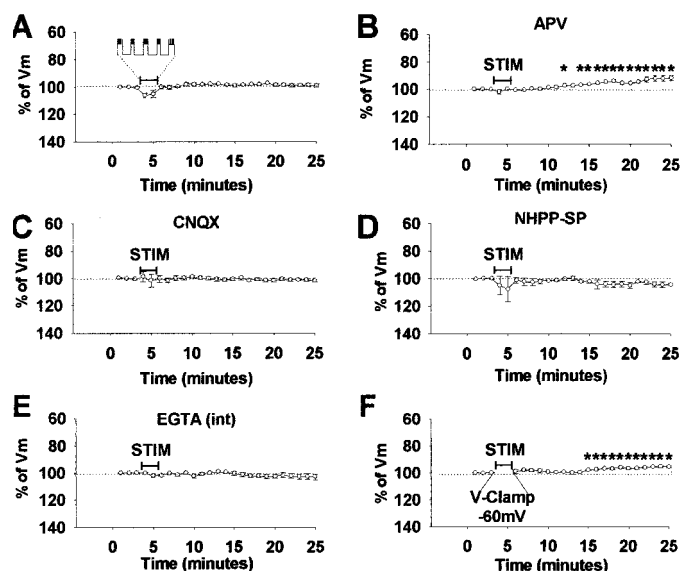 A
60
80
100
120
140
% of Vm
0 5 10 15 20 25
Time (minutes)
B
APV
STIM
* ************
60
80
100
120
140
% of Vm
0 5 10 15 20 25
Time (minutes)
C
CNQX
STIM
60
80
100
120
140
% of Vm
0 5 10 15 20 25
Time (minutes)
D
NHPP-SP
STIM
60
80
100
120
140
% of Vm
0 5 10 15 20 25
Time (minutes)
E
EGTA (int)
STIM
60
80
100
120
140
% of Vm
0 5 10 15 20 25
Time (minutes)
F
STIM
***********
V-Clamp
-60mV
60
80
100
120
140
% of Vm
0 5 10 15 20 25
Time (minutes)